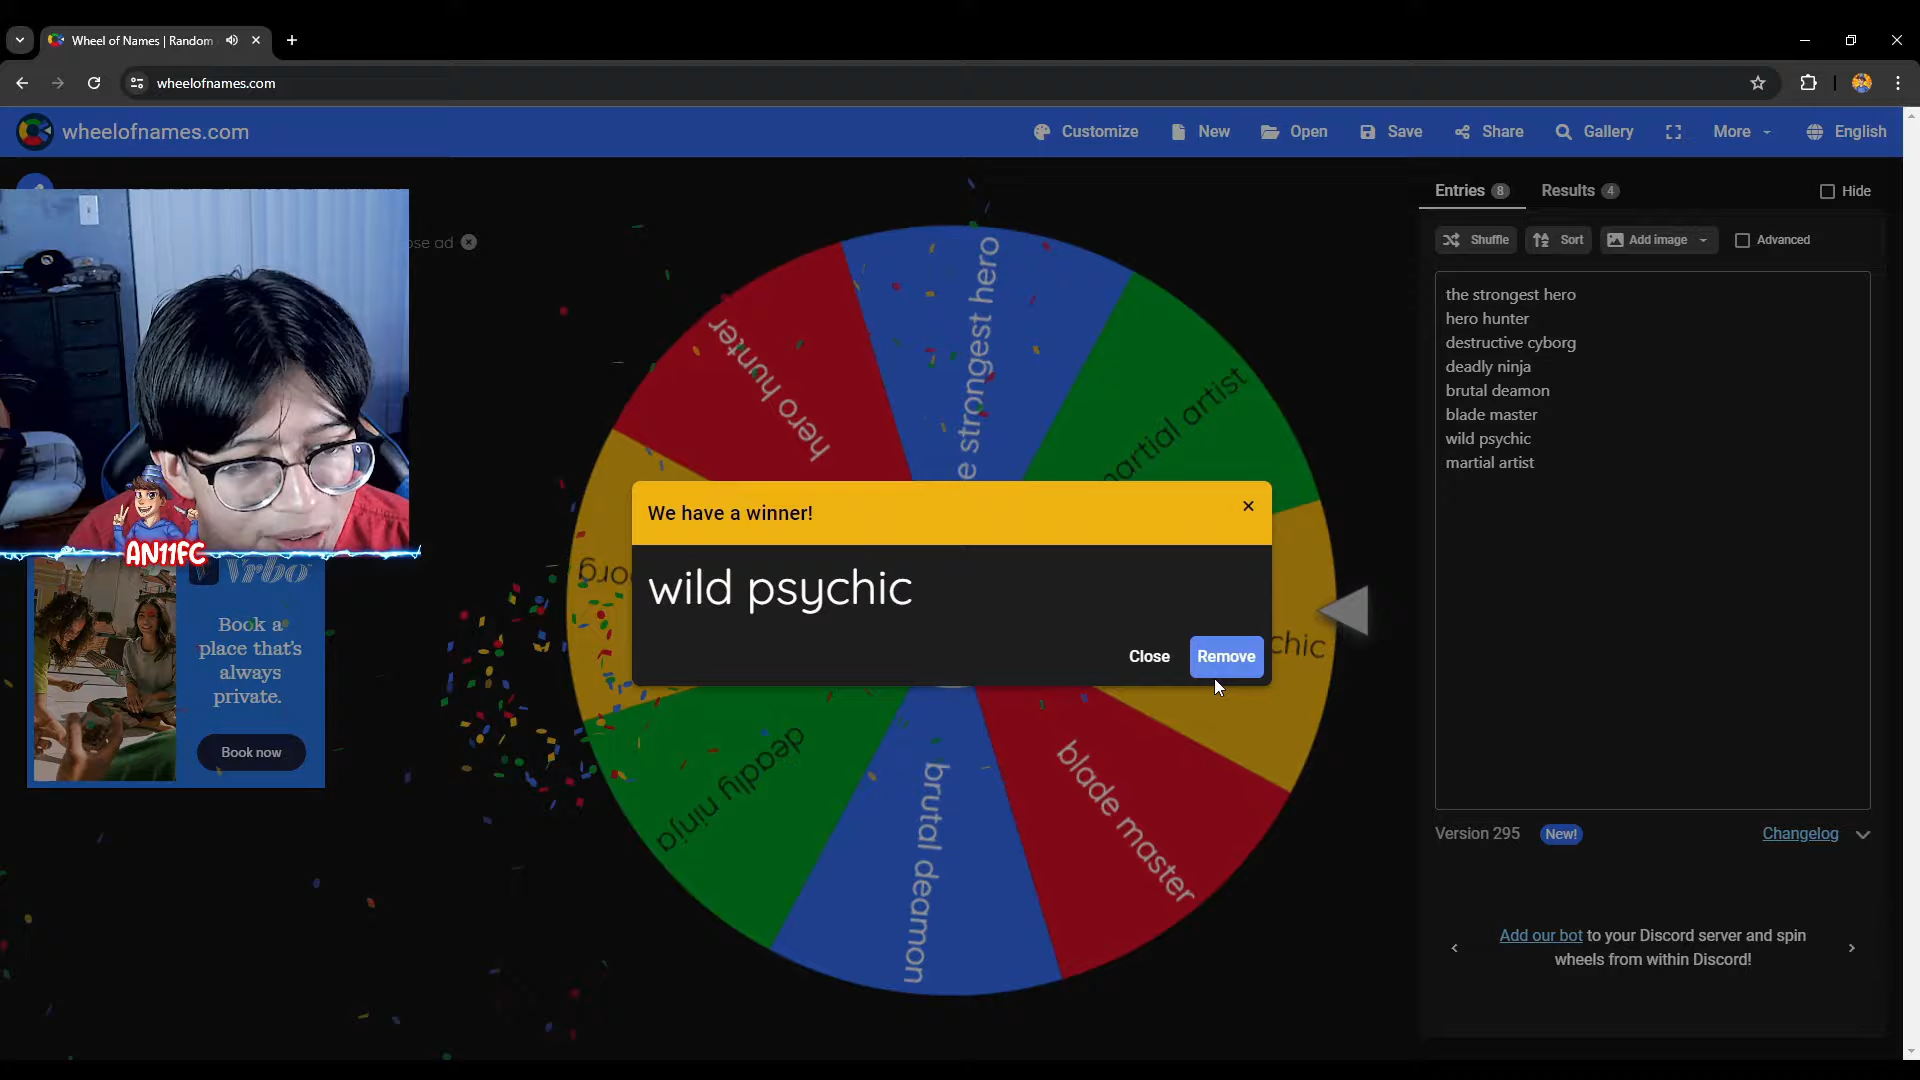 Wheel of Names | Random
wheelofnames.com
wheelofnames.com
Customize
New
Open
Save
Share
Gallery
More
English
ose ad
Entries 8
Results 4
Hide
Shuffle
Sort
Add image
Advanced
the strongest hero
hero hunter
destructive cyborg
deadly ninja
brutal deamon
blade master
wild psychic
martial artist
hero hunter
e strongest hero
martial artist
borg
We have a winner!
wild psychic
Close
Remove
chic
deadly ninja
brutal deamon
blade master
AN11FC
Vrbo
Book a
place that's
always
private.
Book now
Version 295
New!
Changelog
Add our bot to your Discord server and spin
wheels from within Discord!